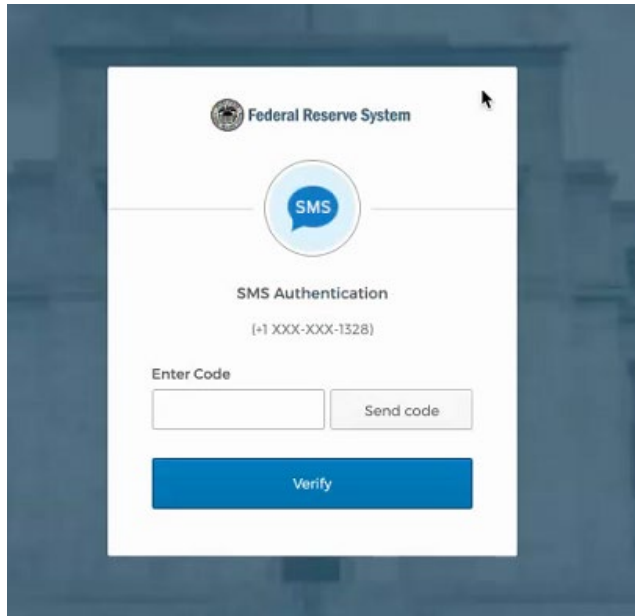 Federal Reserve System
SMS
SMS Authentication
(+1 XXX-XXX-1328)
Enter Code
Send code
Verify